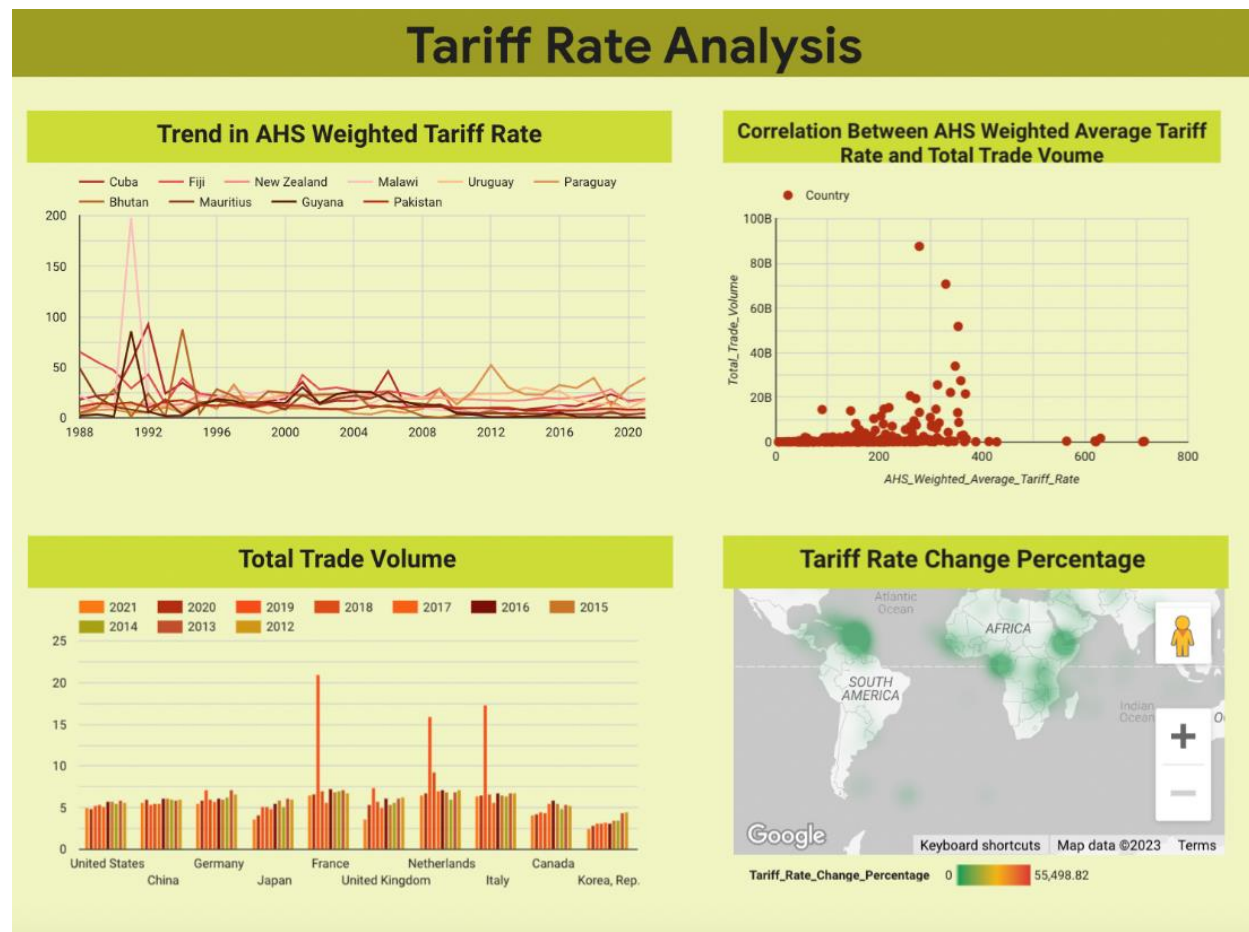 Tariff Rate Analysis
Trend in AHS Weighted Tariff Rate
Cuba Fiji New Zealand Malawi Uruguay Paraguay
Bhutan Mauritius Guyana Pakistan
200
150
100
50
0
1988 1992 1996 2000 2004 2008 2012 2016 2020
Correlation Between AHS Weighted Average Tariff
Rate and Total Trade Voume
Country
100B
80B
60B
40B
20B
0
Total_Trade_Volume
0 200 400 600 800
AHS_Weighted_Average_Tariff_Rate
Total Trade Volume
2021 2020 2019 2018 2017 2016 2015
2014 2013 2012
25
20
15
10
5
0
United States Germany France Netherlands Canada
China Japan United Kingdom Italy Korea, Rep.
Tariff Rate Change Percentage
Atlantic
Ocean
AFRICA
SOUTH
AMERICA
Indian
Ocean
O
+
−
Google
Keyboard shortcuts Map data ©2023 Terms
Tariff_Rate_Change_Percentage 0 55,498.82